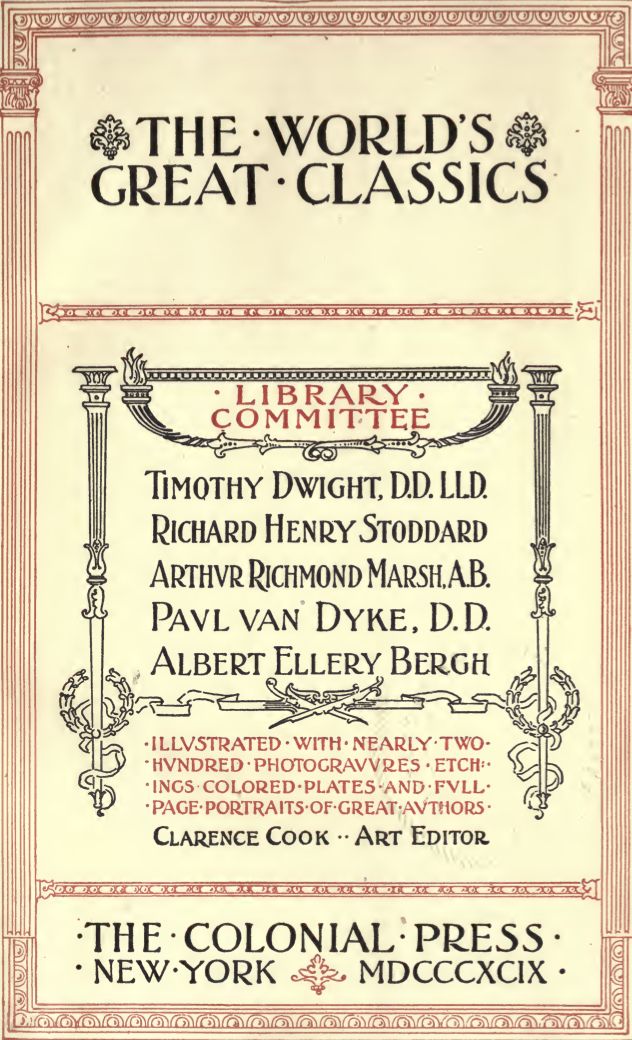 THE · WORLD'S
GREAT · CLASSICS
· LIBRARY ·
COMMITTEE
TIMOTHY DWIGHT, D.D. LL.D.
RICHARD HENRY STODDARD
ARTHVR RICHMOND MARSH, A.B.
PAVL VAN DYKE, D.D.
ALBERT ELLERY BERGH
·ILLVSTRATED·WITH·NEARLY·TWO·
·HVNDRED·PHOTOGRAVVRES·ETCH:·
·INGS·COLORED·PLATES·AND·FVLL·
·PAGE·PORTRAITS·OF·GREAT·AVTHORS·
CLARENCE COOK ·· ART EDITOR
·THE·COLONIAL·PRESS·
·NEW·YORK MDCCCXCIX·